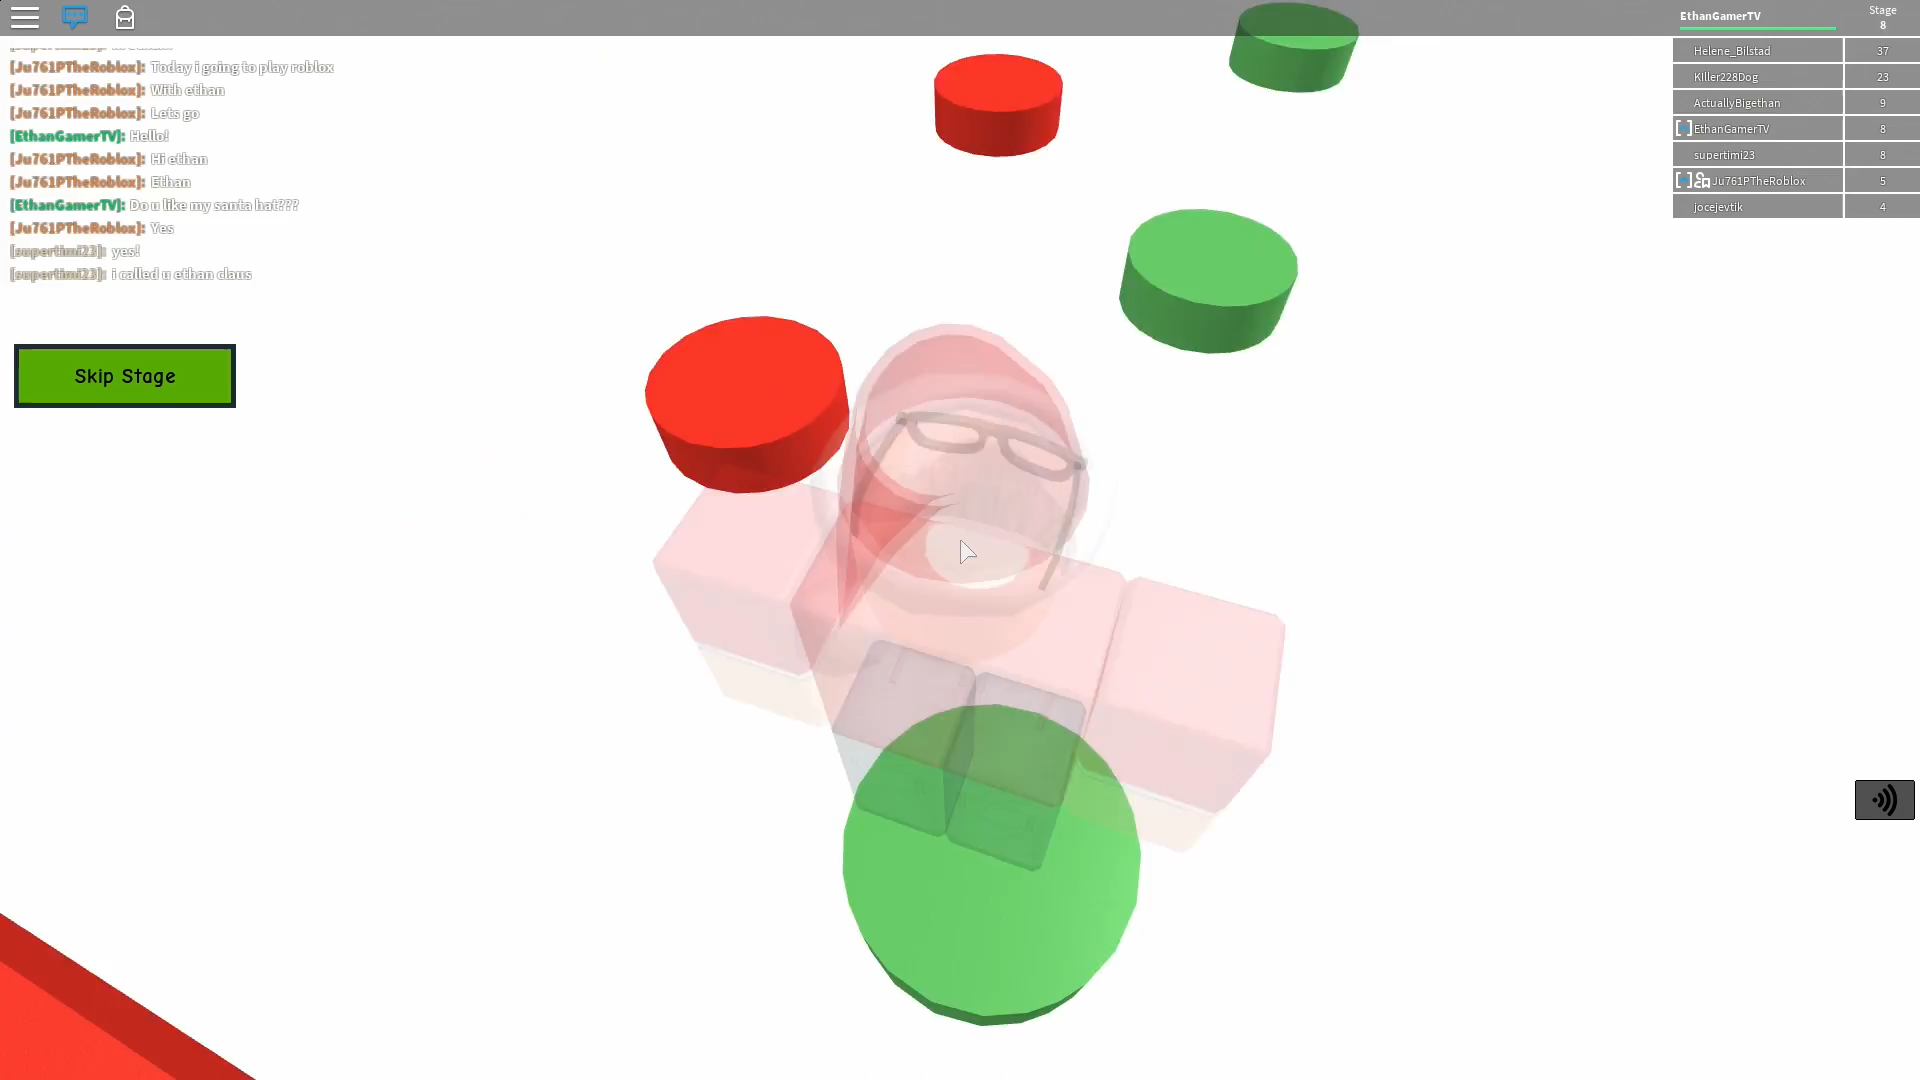 [Ju761PTheRoblox]: Today i going to play roblox
[Ju761PTheRoblox]: With ethan
[Ju761PTheRoblox]: Lets go
[EthanGamerTV]: Hello!
[Ju761PTheRoblox]: Hi ethan
[Ju761PTheRoblox]: Ethan
[EthanGamerTV]: Do u like my santa hat???
[Ju761PTheRoblox]: Yes
[supertimi23]: yes!
[supertimi23]: i called u ethan claus
Skip Stage
EthanGamerTV Stage
8
Helene_Bilstad 37
KIller228Dog 23
ActuallyBigethan 9
EthanGamerTV 8
supertimi23 8
Ju761PTheRoblox 5
jocejevtik 4